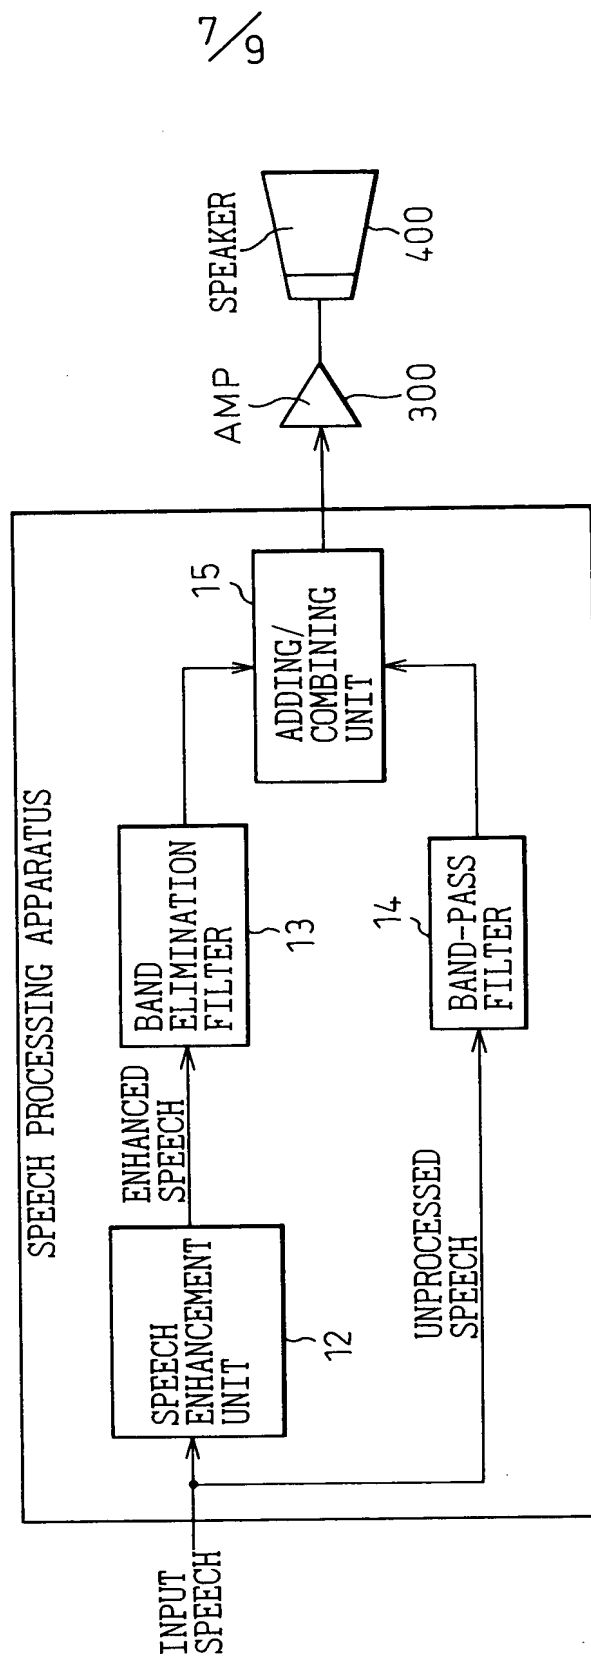 7/9
SPEECH PROCESSING APPARATUS
INPUT
SPEECH
SPEECH
ENHANCEMENT
UNIT
12
ENHANCED
SPEECH
BAND
ELIMINATION
FILTER
13
UNPROCESSED
SPEECH
BAND-PASS
FILTER
14
ADDING/
COMBINING
UNIT
15
AMP
300
SPEAKER
400